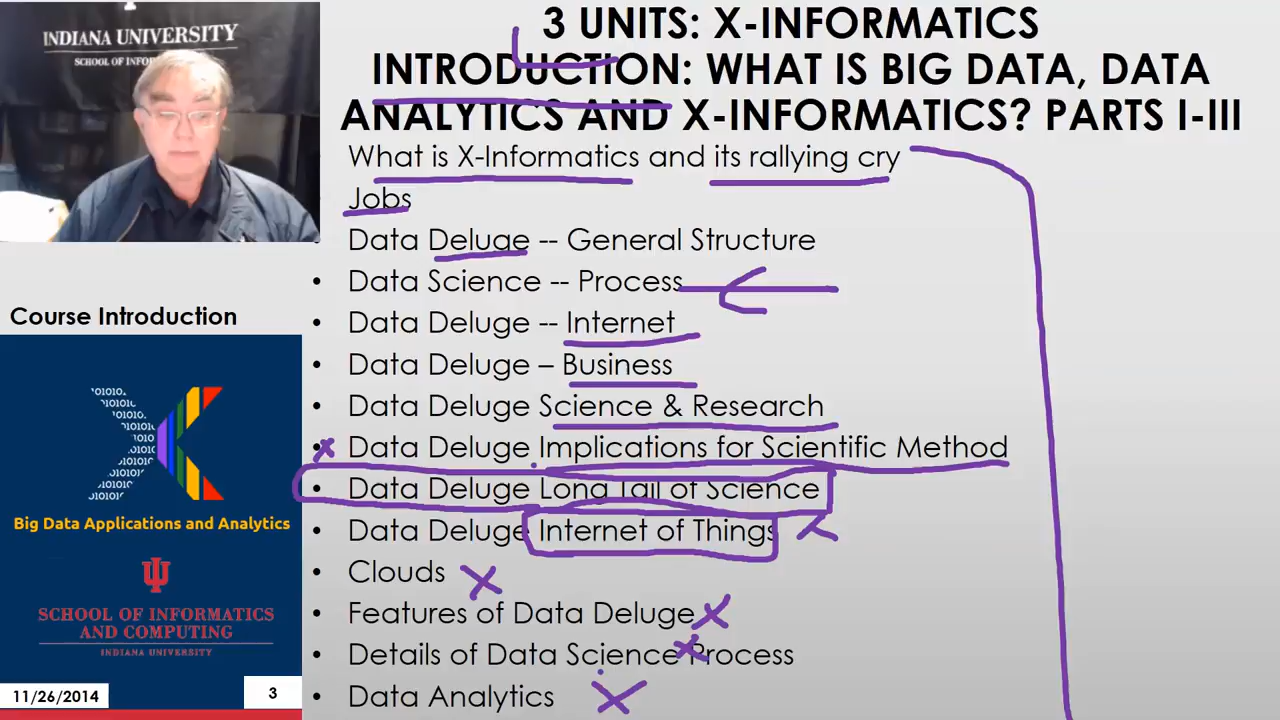 INDIANA UNIVERSITY
SCHOOL OF INFOR
3 UNITS: X-INFORMATICS
INTRODUCTION: WHAT IS BIG DATA, DATA
ANALYTICS AND X-INFORMATICS? PARTS I-III
What is X-Informatics and its rallying cry
Jobs
Data Deluge -- General Structure
• Data Science -- Process
• Data Deluge -- Internet
• Data Deluge – Business
• Data Deluge Science & Research
• Data Deluge Implications for Scientific Method
• Data Deluge Long Tail of Science
• Data Deluge Internet of Things
• Clouds
• Features of Data Deluge
• Details of Data Science Process
• Data Analytics
Course Introduction
Big Data Applications and Analytics
SCHOOL OF INFORMATICS
AND COMPUTING
INDIANA UNIVERSITY
11/26/2014
3